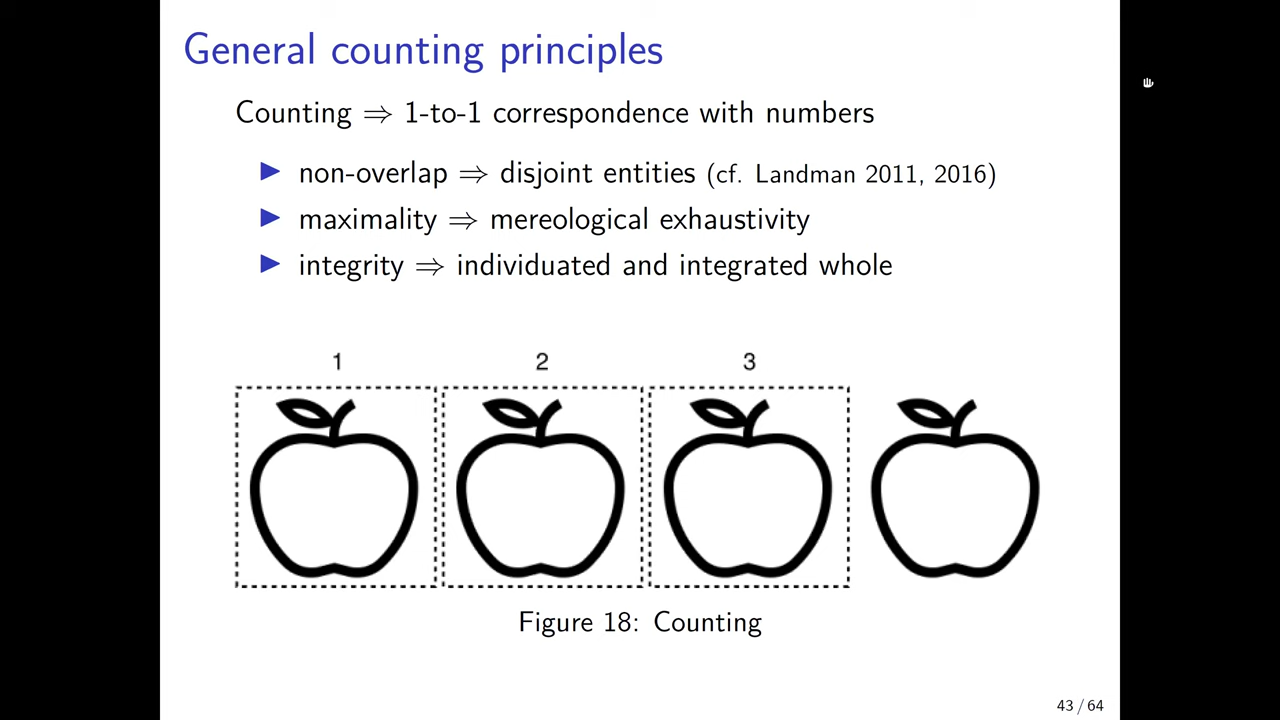 General counting principles
Counting ⇒ 1-to-1 correspondence with numbers
▶ non-overlap ⇒ disjoint entities (cf. Landman 2011, 2016)
▶ maximality ⇒ mereological exhaustivity
▶ integrity ⇒ individuated and integrated whole
1 2 3
Figure 18: Counting
43 / 64